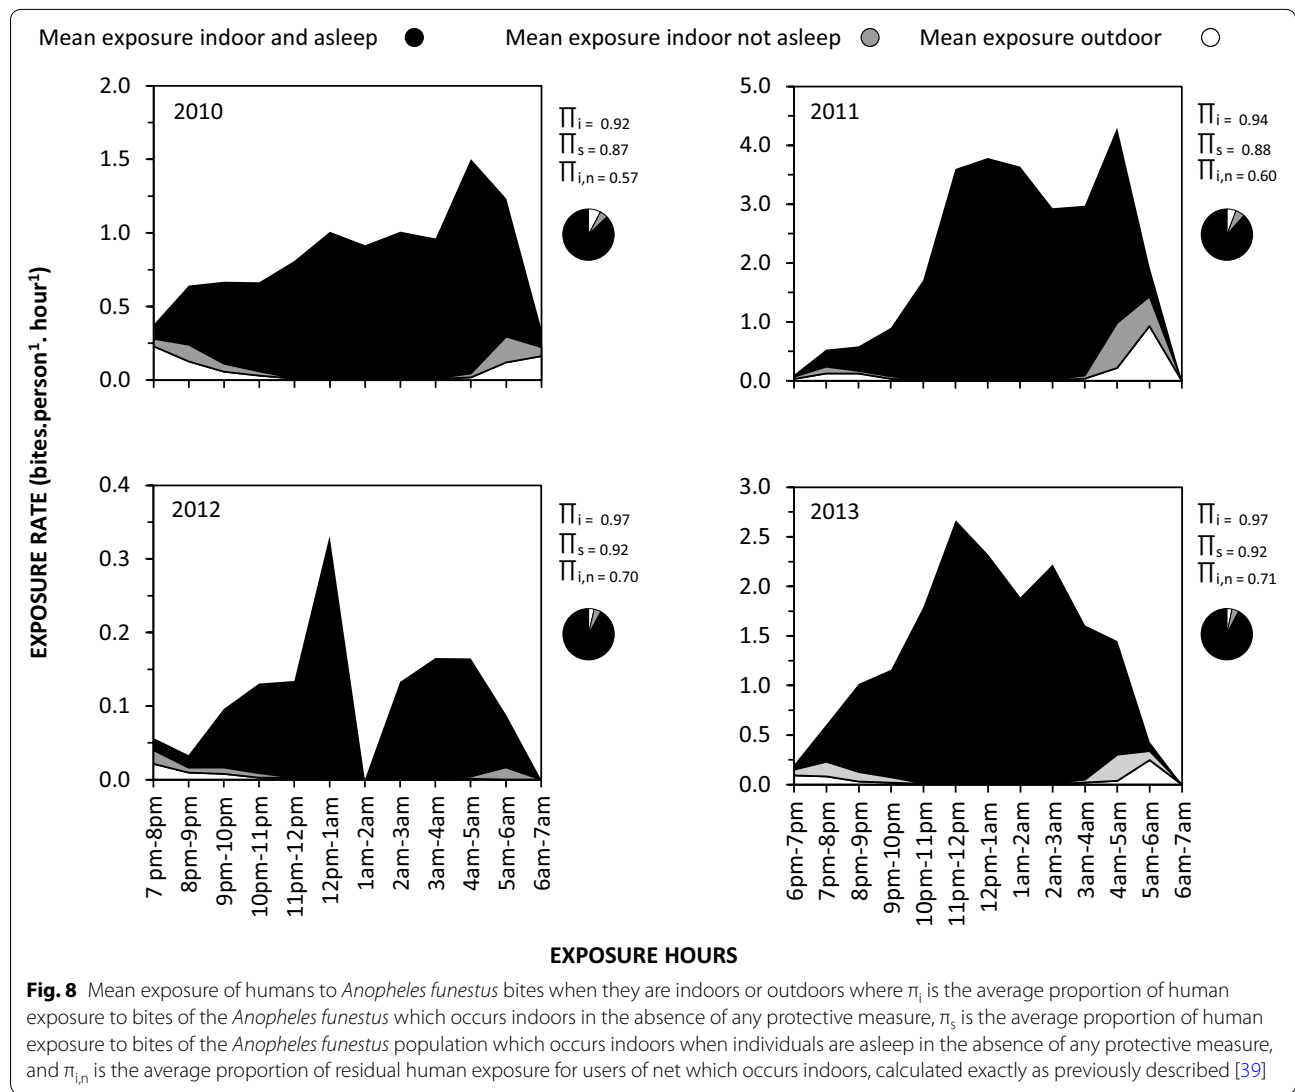 Mean exposure indoor and asleep Mean exposure indoor not asleep Mean exposure outdoor
EXPOSURE RATE (bites.person¹. hour¹)
2010
2.0
1.5
1.0
0.5
0.0
∏i = 0.92
∏s = 0.87
∏i,n = 0.57
2011
5.0
4.0
3.0
2.0
1.0
0.0
∏i = 0.94
∏s = 0.88
∏i,n = 0.60
2012
0.4
0.3
0.2
0.1
0.0
∏i = 0.97
∏s = 0.92
∏i,n = 0.70
7 pm-8pm
8pm-9pm
9pm-10pm
10pm-11pm
11pm-12pm
12pm-1am
1am-2am
2am-3am
3am-4am
4am-5am
5am-6am
6am-7am
2013
3.0
2.5
2.0
1.5
1.0
0.5
0.0
∏i = 0.97
∏s = 0.92
∏i,n = 0.71
6pm-7pm
7pm-8pm
8pm-9pm
9pm-10pm
10pm-11pm
11pm-12pm
12pm-1am
1am-2am
2am-3am
3am-4am
4am-5am
5am-6am
6am-7am
EXPOSURE HOURS
Fig. 8 Mean exposure of humans to Anopheles funestus bites when they are indoors or outdoors where πi is the average proportion of human
exposure to bites of the Anopheles funestus which occurs indoors in the absence of any protective measure, πs is the average proportion of human
exposure to bites of the Anopheles funestus population which occurs indoors when individuals are asleep in the absence of any protective measure,
and πi,n is the average proportion of residual human exposure for users of net which occurs indoors, calculated exactly as previously described [39]